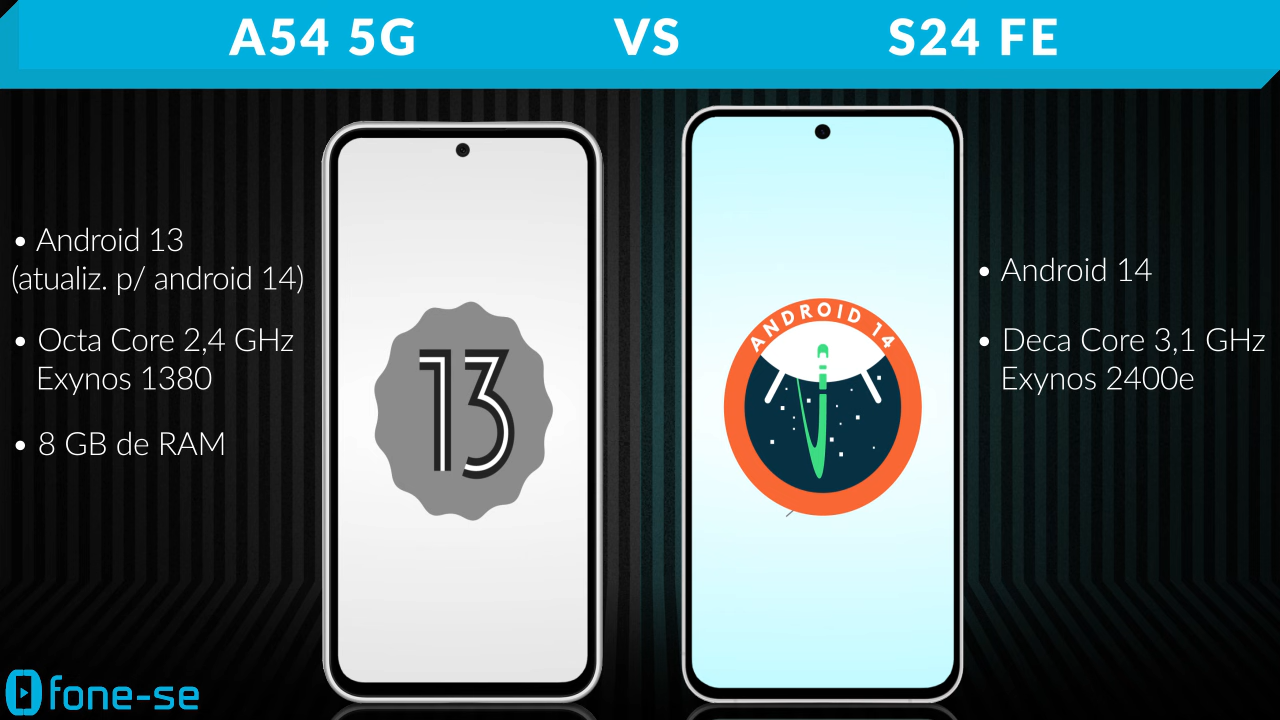 A54 5G VS S24 FE
• Android 13
(atualiz. p/ android 14)
• Octa Core 2,4 GHz
Exynos 1380
• 8 GB de RAM
13
ANDROID 14
• Android 14
• Deca Core 3,1 GHz
Exynos 2400e
fone-se